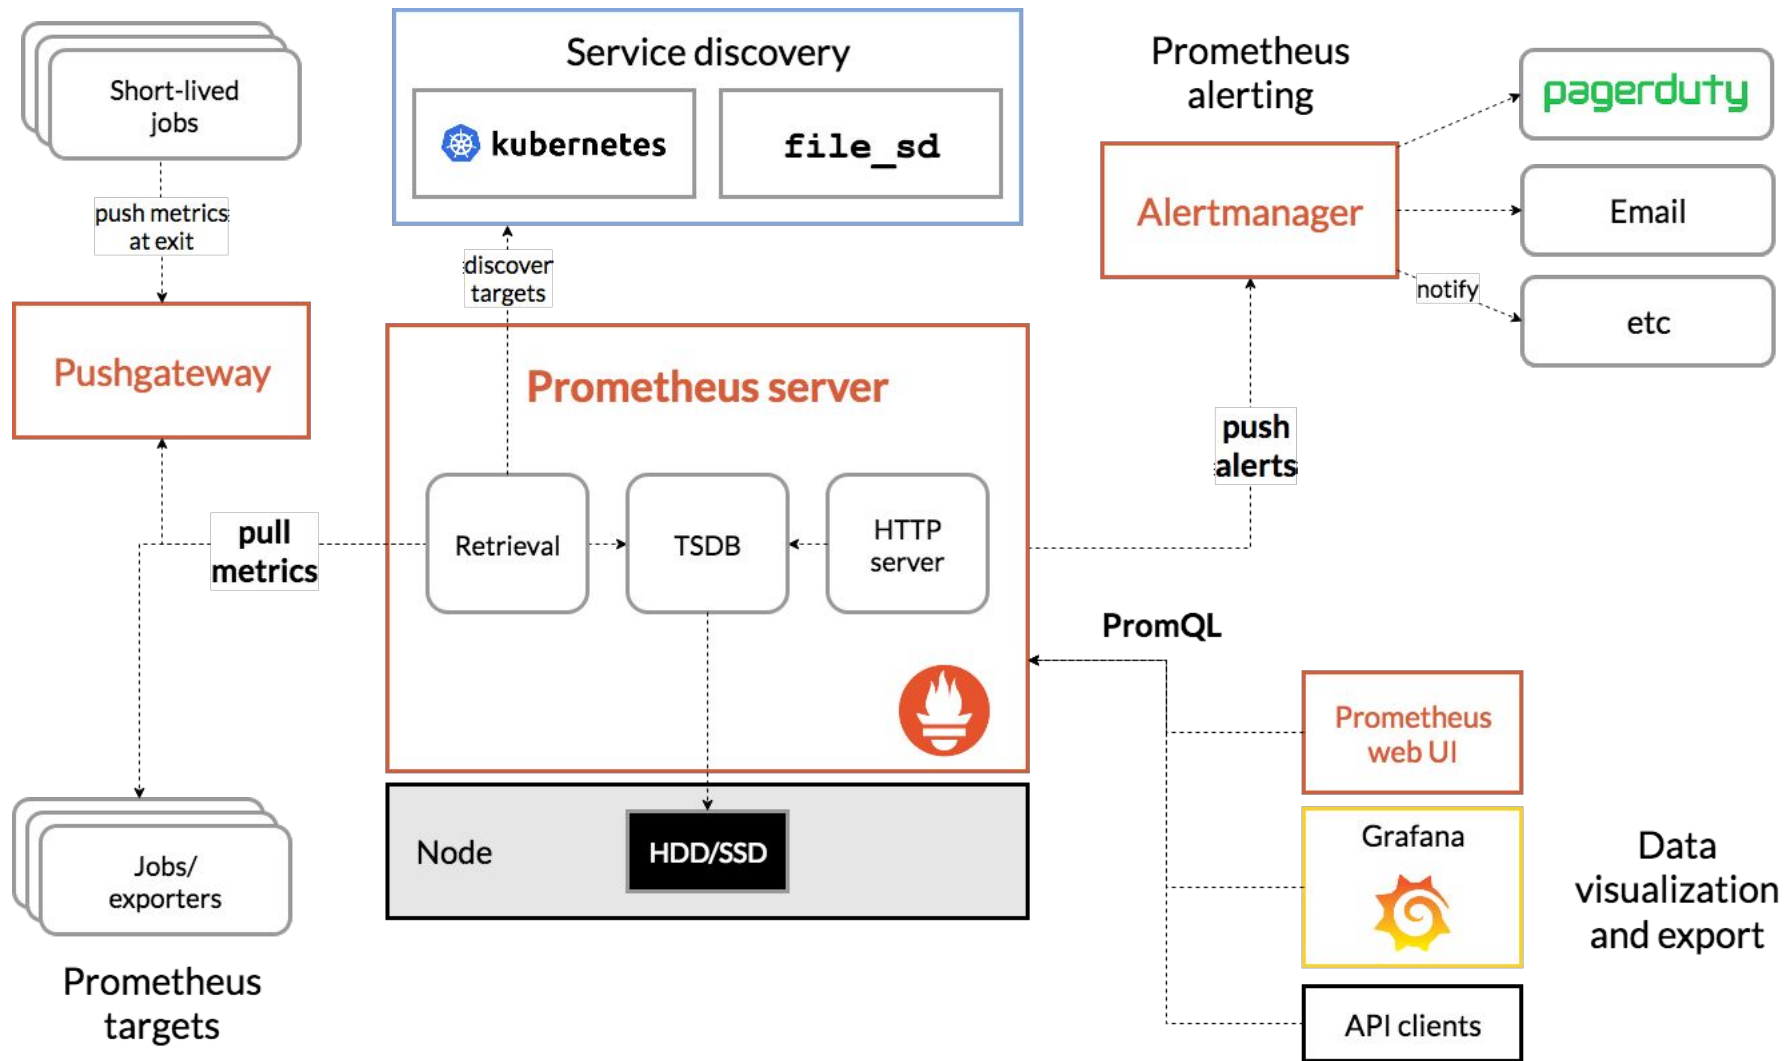 Short-lived
jobs
push metrics
at exit
Pushgateway
pull
metrics
Jobs/
exporters
Prometheus
targets
Service discovery
kubernetes
file_sd
discover
targets
Prometheus server
Retrieval
TSDB
HTTP
server
Node
HDD/SSD
Prometheus
alerting
Alertmanager
pagerduty
Email
notify
etc
push
alerts
PromQL
Prometheus
web UI
Grafana
API clients
Data
visualization
and export